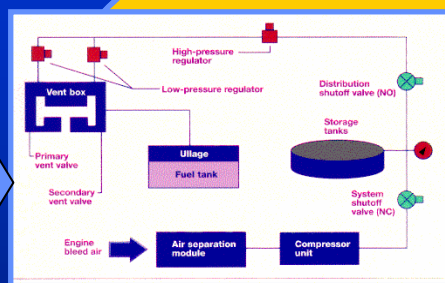 High-pressure
regulator
Low-pressure regulator
Distribution
shutoff valve (NO)
Vent box
Storage
tanks
Primary
vent valve
Ullage
Fuel tank
Secondary
vent valve
System
shutoff
valve (NC)
Engine
bleed air
Air separation
module
Compressor
unit